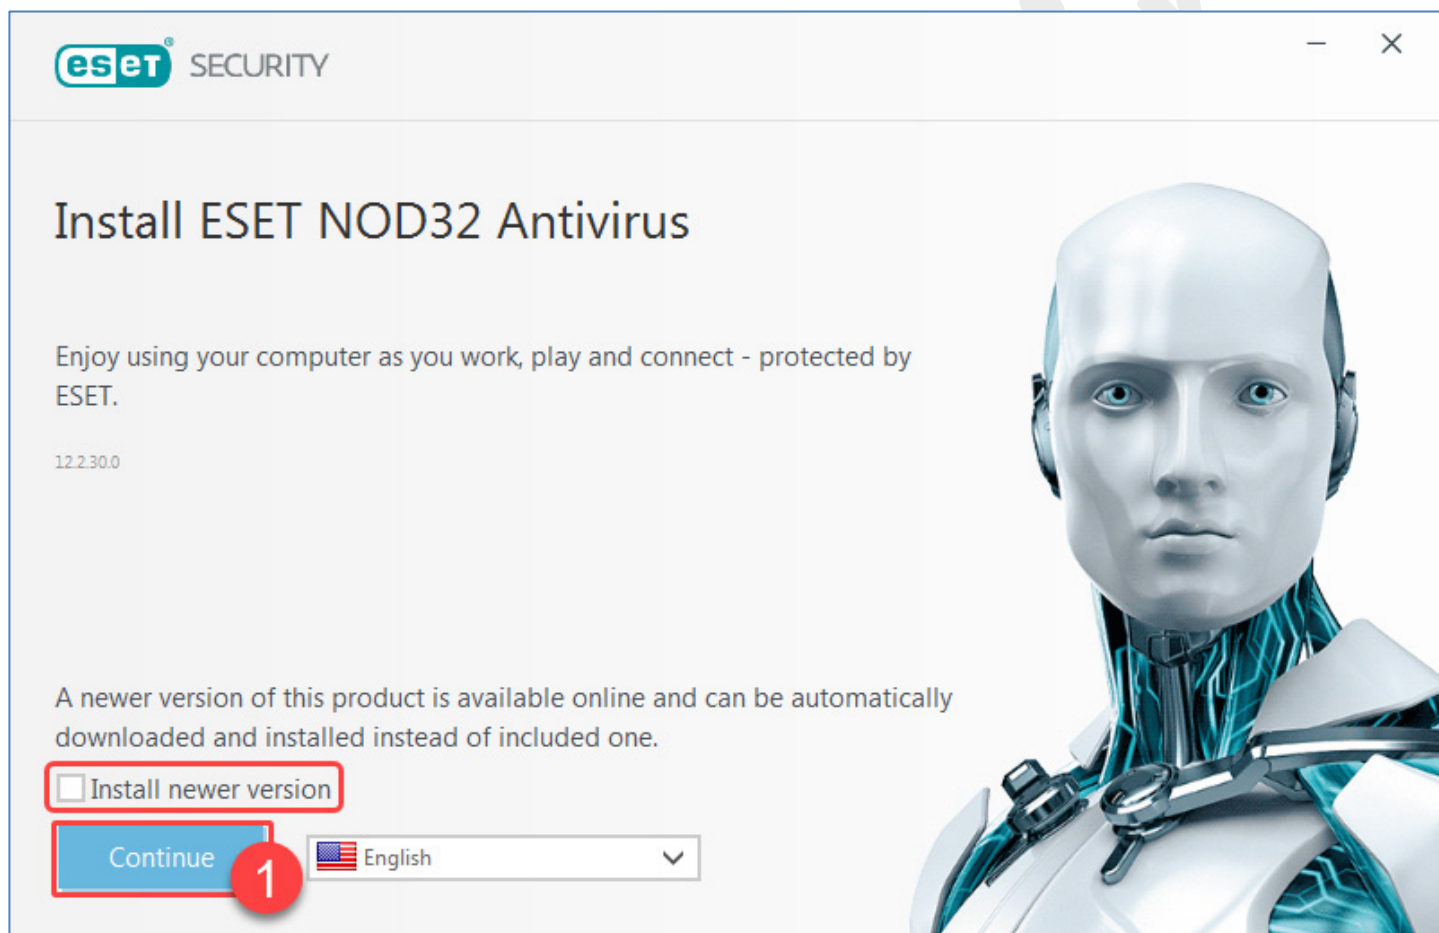 eset® SECURITY
Install ESET NOD32 Antivirus
Enjoy using your computer as you work, play and connect - protected by
ESET.
12.2.30.0
A newer version of this product is available online and can be automatically
downloaded and installed instead of included one.
Install newer version
Continue
1
English